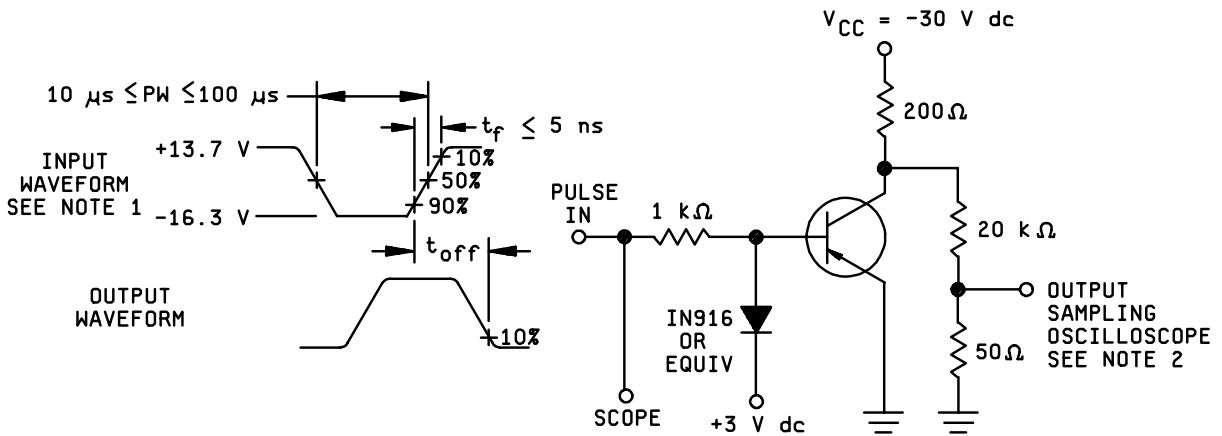 V_CC = -30 V dc
10 µs ≤PW ≤100 µs
200Ω
t_f ≤ 5 ns
+13.7 V
10%
INPUT
WAVEFORM
SEE NOTE 1
50%
90%
-16.3 V
PULSE
IN
1 kΩ
20 kΩ
t_off
OUTPUT
WAVEFORM
10%
IN916
OR
EQUIV
OUTPUT
SAMPLING
OSCILLOSCOPE
SEE NOTE 2
50Ω
SCOPE
+3 V dc